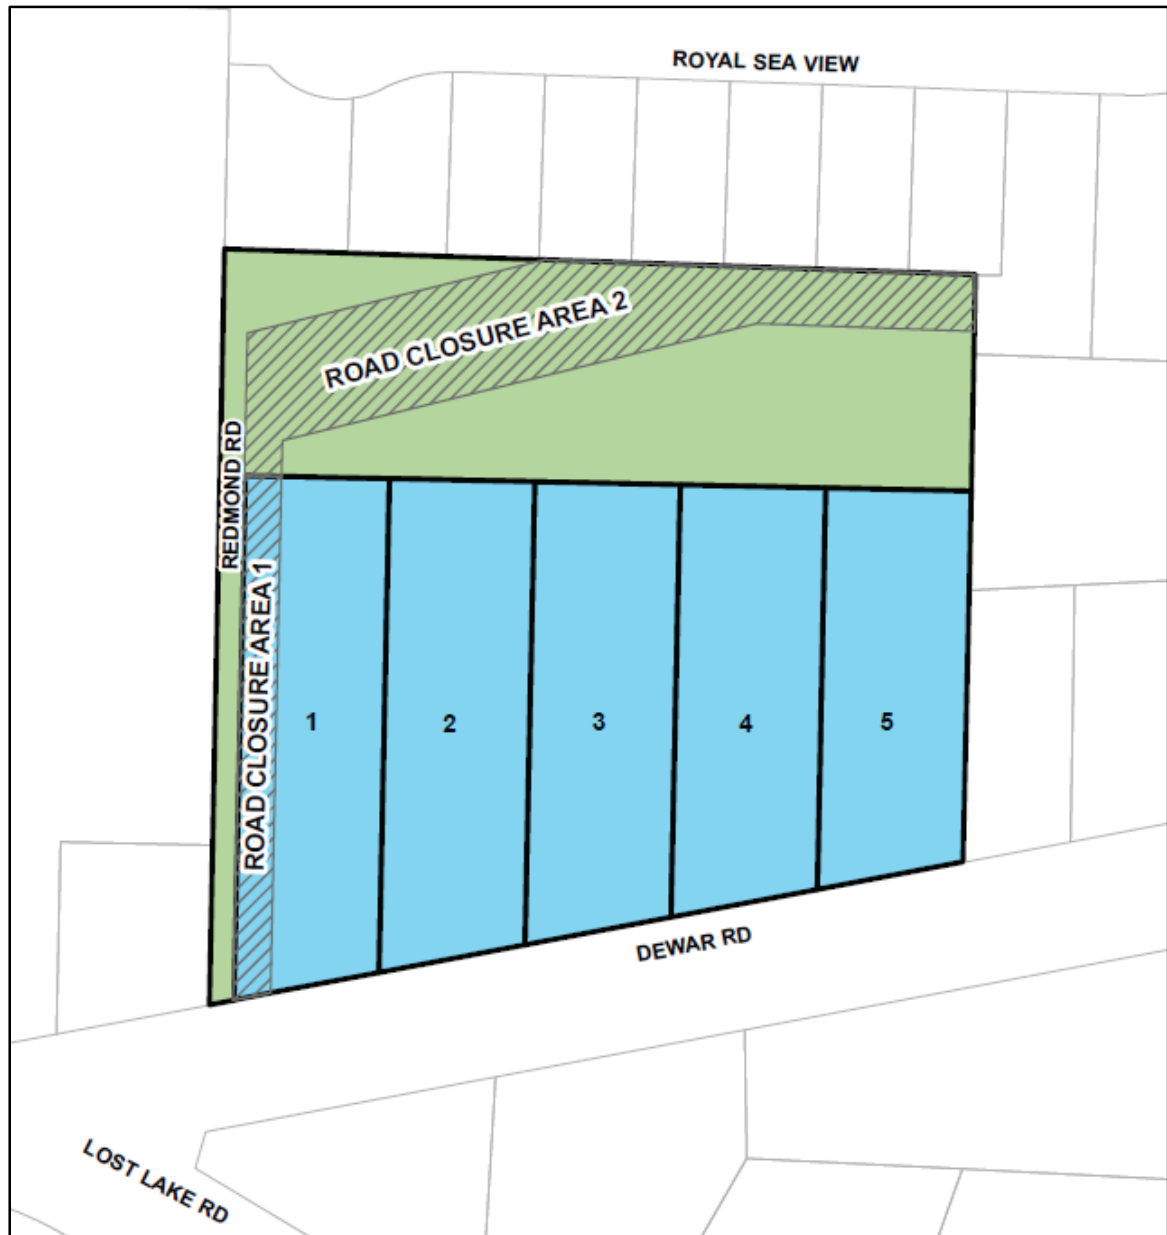 ROYAL SEA VIEW
ROAD CLOSURE AREA 2
REDMOND RD
ROAD CLOSURE AREA 1
1
2
3
4
5
DEWAR RD
LOST LAKE RD